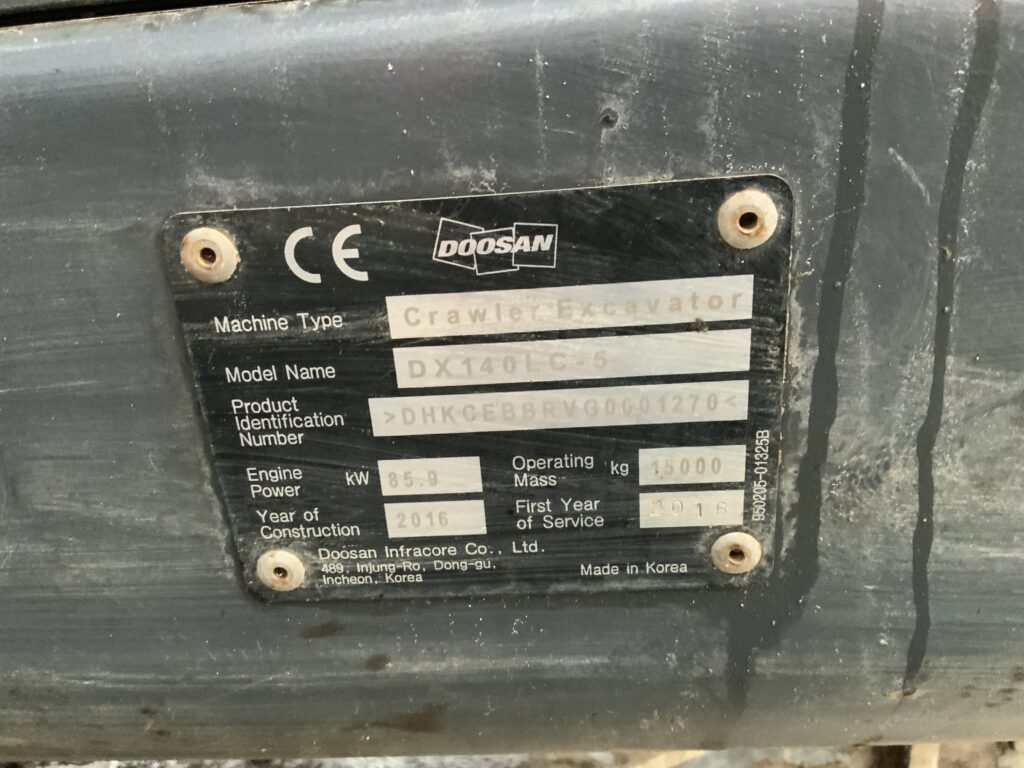 CE DOOSAN
Machine Type Crawler Excavator
Model Name DX140LC-5
Product
Identification >DHKCEBBRVG0001270<
Number
Engine kW 85.9 Operating kg 15000
Power Mass
Year of 2016 First Year 2016
Construction of Service
Doosan Infracore Co., Ltd.
489, Injung-Ro, Dong-gu,
Incheon, Korea Made in Korea
950205-01325B